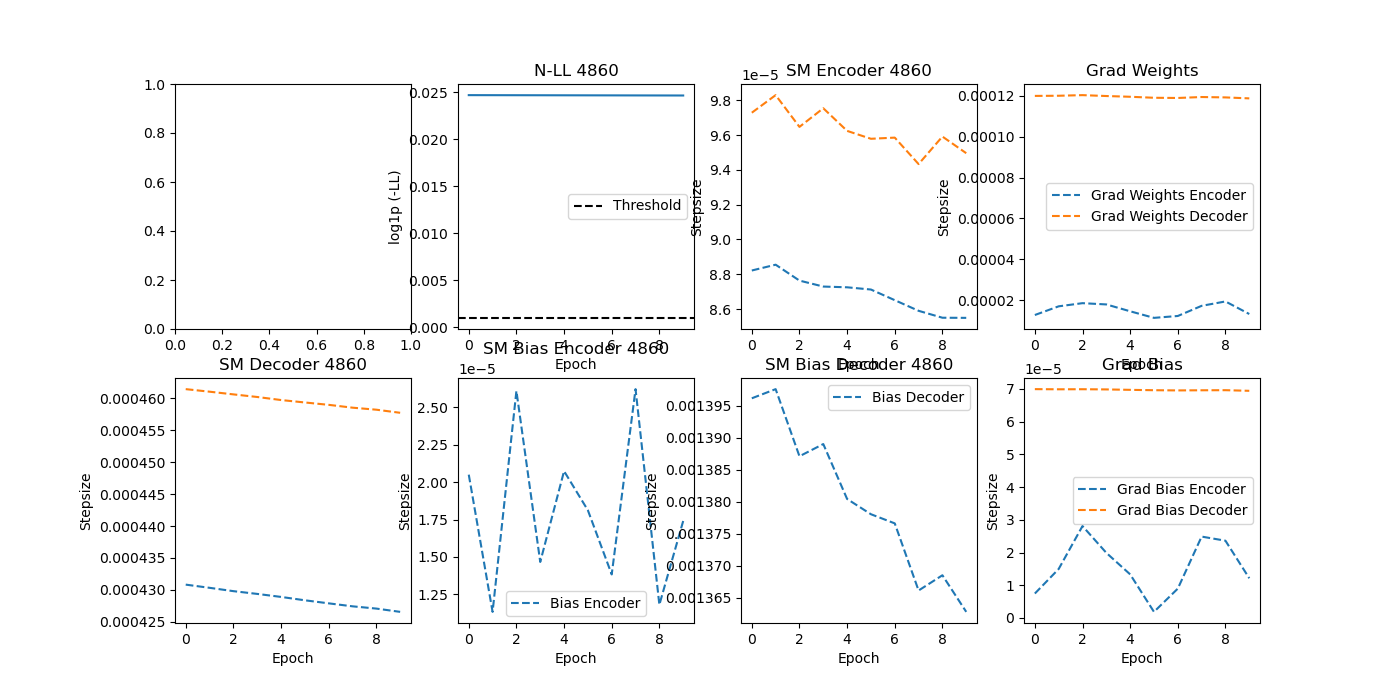 1.0
0.8
0.6
0.4
0.2
0.0
0.0 0.2 0.4 0.6 0.8 1.0
N-LL 4860
log1p (-LL)
0.025
0.020
0.015
0.010
0.005
0.000
Threshold
0 2 4 6 8
Epoch
1e−5
SM Encoder 4860
Stepsize
9.8
9.6
9.4
9.2
9.0
8.8
8.6
0 2 4 6 8
Epoch
Grad Weights
Stepsize
0.00012
0.00010
0.00008
0.00006
0.00004
0.00002
Grad Weights Encoder
Grad Weights Decoder
0 2 4 6 8
Epoch
SM Decoder 4860
Stepsize
0.000460
0.000455
0.000450
0.000445
0.000440
0.000435
0.000430
0.000425
0 2 4 6 8
Epoch
SM Bias Encoder 4860
1e−5
Stepsize
2.50
2.25
2.00
1.75
1.50
1.25
Bias Encoder
0 2 4 6 8
Epoch
SM Bias Decoder 4860
Stepsize
0.001395
0.001390
0.001385
0.001380
0.001375
0.001370
0.001365
Bias Decoder
0 2 4 6 8
Epoch
Grad Bias
1e−5
Stepsize
7
6
5
4
3
2
1
0
Grad Bias Encoder
Grad Bias Decoder
0 2 4 6 8
Epoch